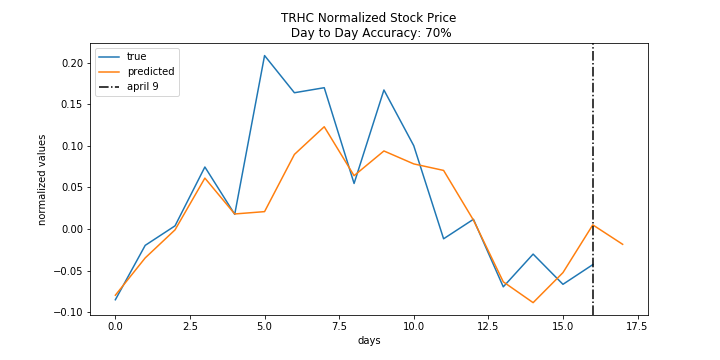 TRHC Normalized Stock Price
Day to Day Accuracy: 70%
true
predicted
april 9
normalized values
0.20
0.15
0.10
0.05
0.00
−0.05
−0.10
0.0 2.5 5.0 7.5 10.0 12.5 15.0 17.5
days